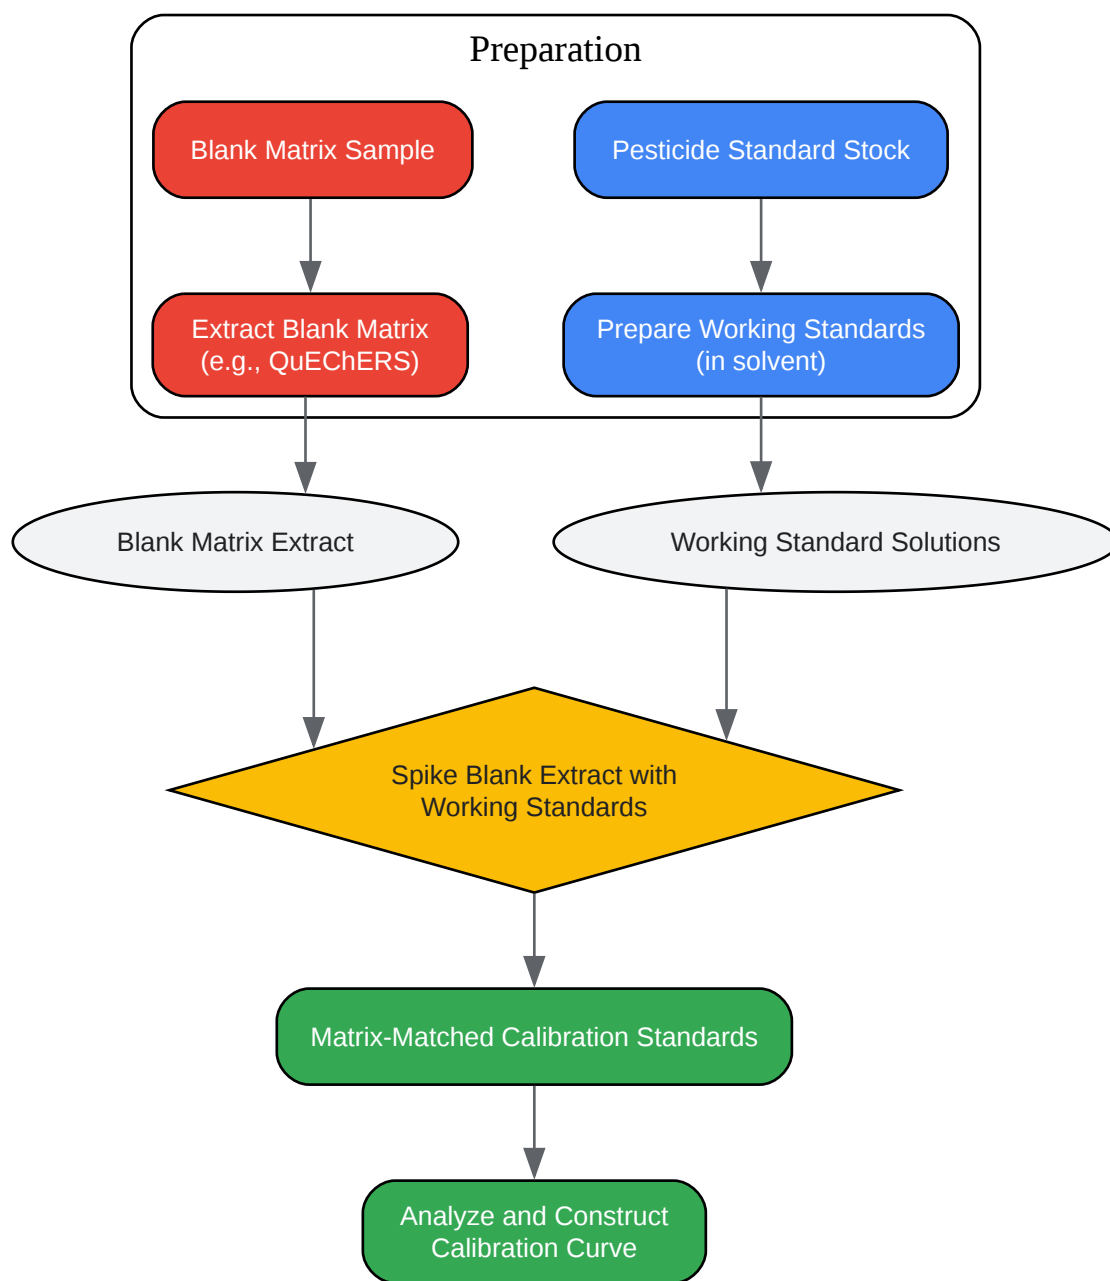 Preparation
Blank Matrix Sample
Pesticide Standard Stock
Extract Blank Matrix
(e.g., QuEChERS)
Prepare Working Standards
(in solvent)
Blank Matrix Extract
Working Standard Solutions
Spike Blank Extract with
Working Standards
Matrix-Matched Calibration Standards
Analyze and Construct
Calibration Curve